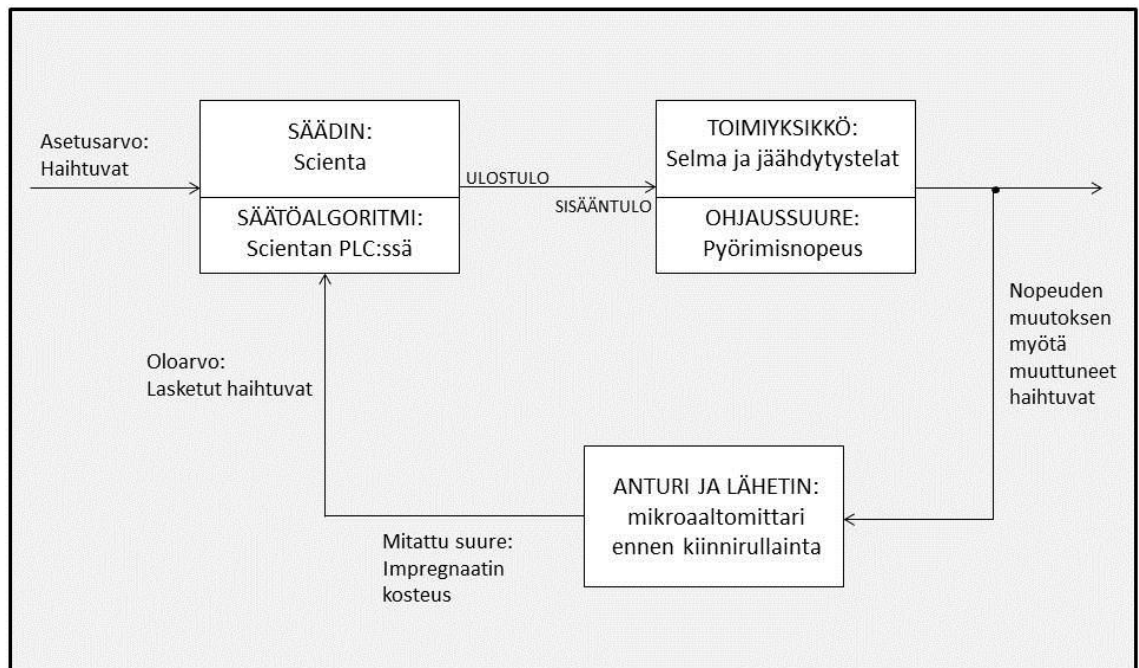 Asetusarvo:
Haihtuvat
SÄÄDIN:
Scienta
SÄÄTÖALGORITMI:
Scientan PLC:ssä
ULOSTULO
SISÄÄNTULO
TOIMIYKSIKKÖ:
Selma ja jäähdytystelat
OHJAUSSUURE:
Pyörimisnopeus
Nopeuden
muutoksen
myötä
muuttuneet
haihtuvat
Oloarvo:
Lasketut haihtuvat
ANTURI JA LÄHETIN:
mikroaaltomittari
ennen kiinnirullainta
Mitattu suure:
Impregnaatin
kosteus